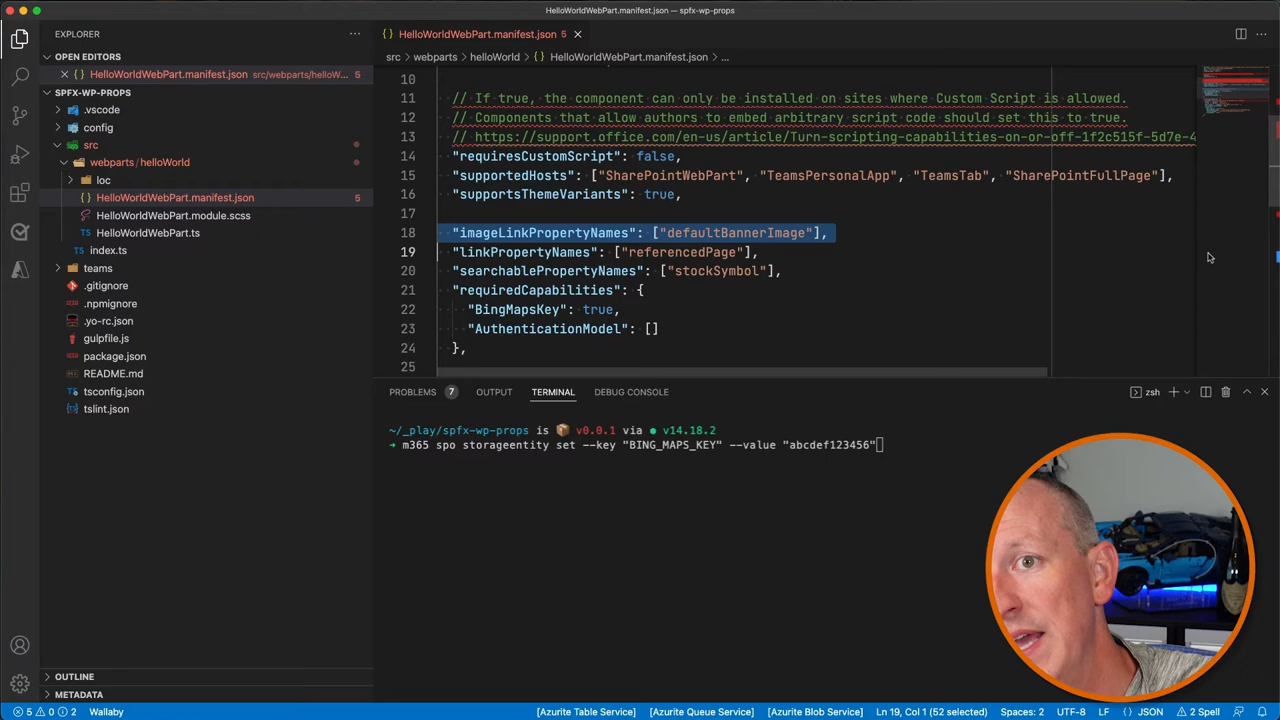 HelloWorldWebPart.manifest.json — spfx-wp-props
EXPLORER
OPEN EDITORS
HelloWorldWebPart.manifest.json src/webparts/helloW... 5
SPFX-WP-PROPS
.vscode
config
src
webparts / helloWorld
loc
HelloWorldWebPart.manifest.json 5
HelloWorldWebPart.module.scss
HelloWorldWebPart.ts
index.ts
teams
.gitignore
.npmignore
.yo-rc.json
gulpfile.js
package.json
README.md
tsconfig.json
tslint.json
OUTLINE
METADATA
HelloWorldWebPart.manifest.json 5
src > webparts > helloWorld > {} HelloWorldWebPart.manifest.json > ...
10
11 // If true, the component can only be installed on sites where Custom Script is allowed.
12 // Components that allow authors to embed arbitrary script code should set this to true.
13 // https://support.office.com/en-us/article/Turn-scripting-capabilities-on-or-off-1f2c515f-5d7e-4
14 "requiresCustomScript": false,
15 "supportedHosts": ["SharePointWebPart", "TeamsPersonalApp", "TeamsTab", "SharePointFullPage"],
16 "supportsThemeVariants": true,
17
18 "imageLinkPropertyNames": ["defaultBannerImage"],
19 "linkPropertyNames": ["referencedPage"],
20 "searchablePropertyNames": ["stockSymbol"],
21 "requiredCapabilities": {
22 "BingMapsKey": true,
23 "AuthenticationModel": []
24 },
25
PROBLEMS 7 OUTPUT TERMINAL DEBUG CONSOLE zsh
~/_play/spfx-wp-props is 📦 v0.0.1 via ● v14.18.2
➜ m365 spo storageentity set --key "BING_MAPS_KEY" --value "abcdef123456"
5 0 2 Wallaby [Azurite Table Service] [Azurite Queue Service] [Azurite Blob Service] Ln 19, Col 1 (52 selected) Spaces: 2 UTF-8 LF {} JSON 2 Spell